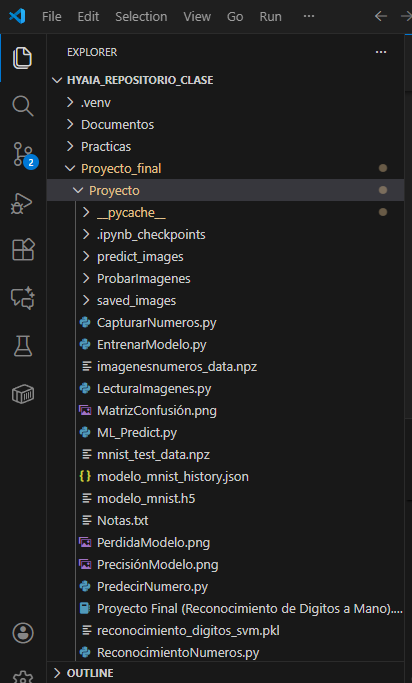 File Edit Selection View Go Run ...
EXPLORER ...
HYAIA_REPOSITORIO_CLASE
.venv
Documentos
Practicas
Proyecto_final
Proyecto
__pycache__
.ipynb_checkpoints
predict_images
ProbarImagenes
saved_images
CapturarNumeros.py
EntrenarModelo.py
imagenesnumeros_data.npz
LecturaImagenes.py
MatrizConfusión.png
ML_Predict.py
mnist_test_data.npz
{} modelo_mnist_history.json
modelo_mnist.h5
Notas.txt
PerdidaModelo.png
PrecisiónModelo.png
PredecirNumero.py
Proyecto Final (Reconocimiento de Digitos a Mano)....
reconocimiento_digitos_svm.pkl
ReconocimientoNumeros.py
OUTLINE
2